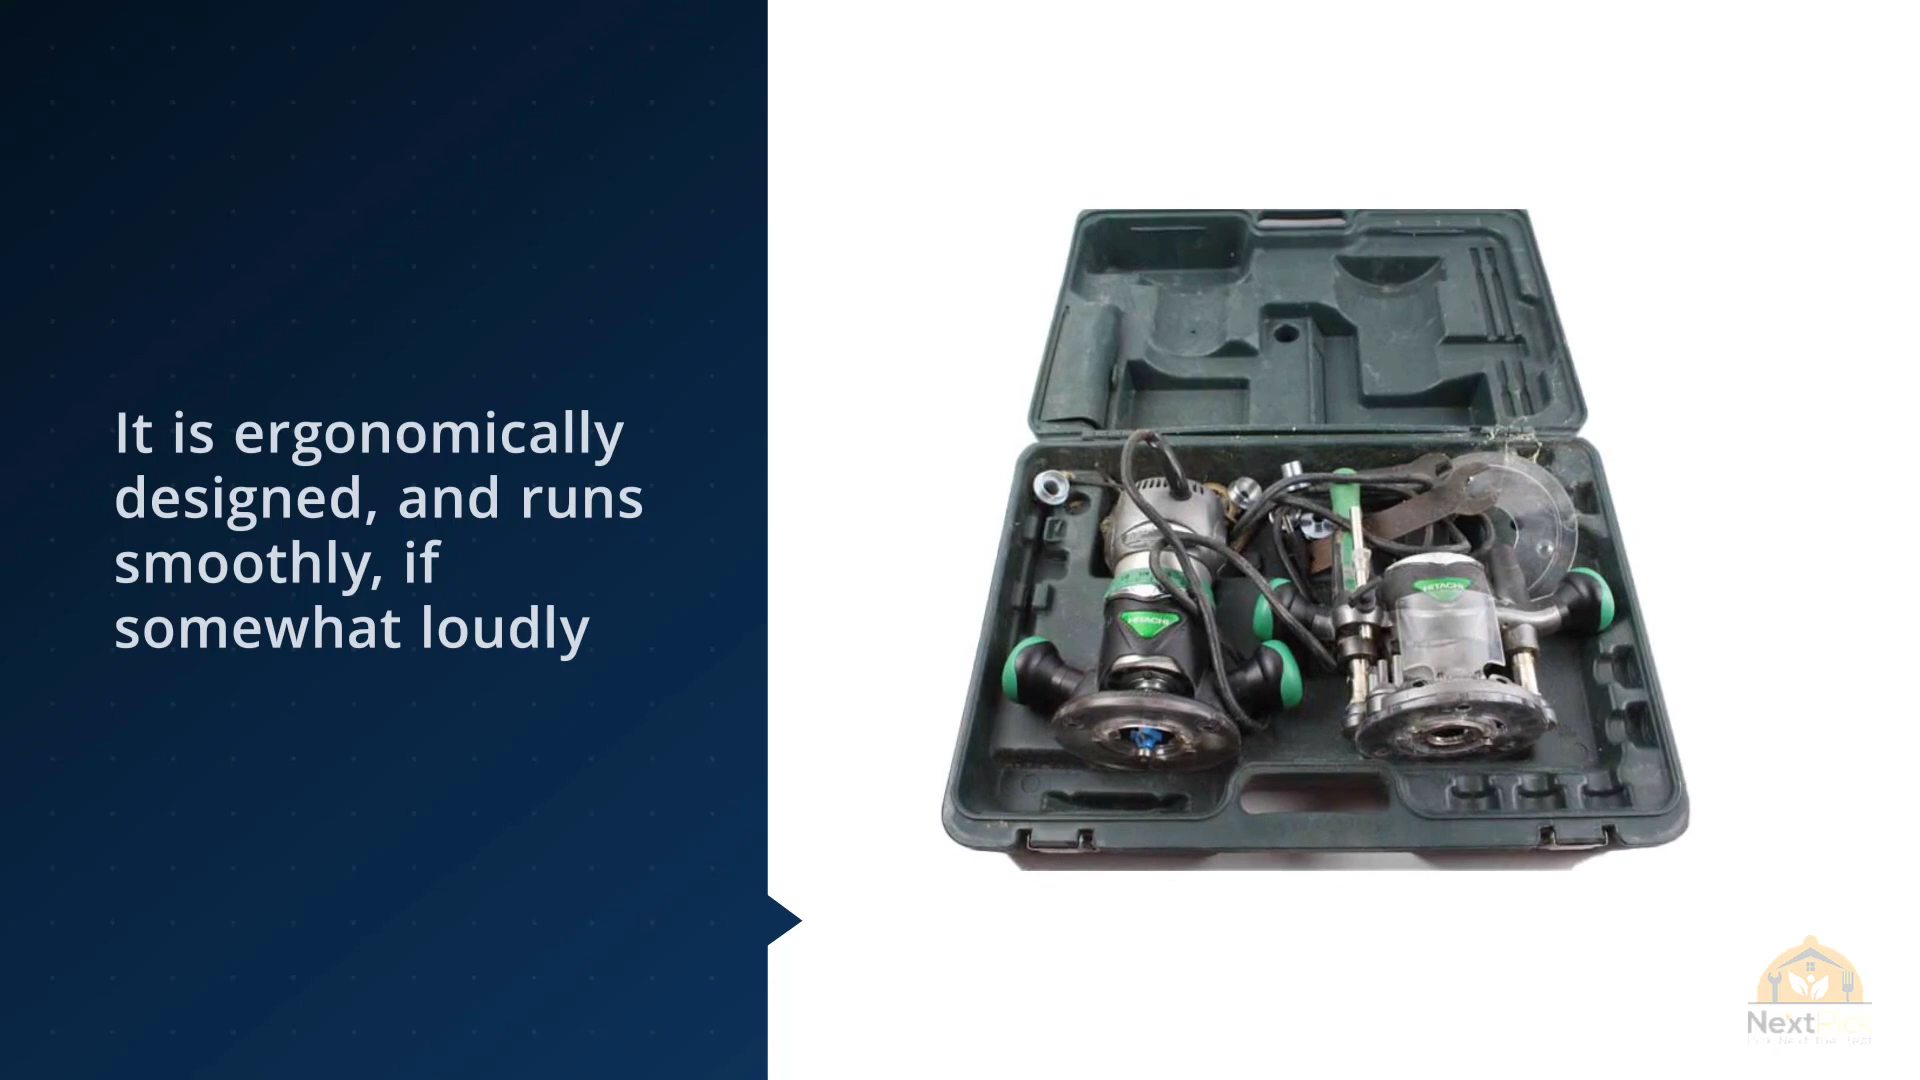 It is ergonomically
designed, and runs
smoothly, if
somewhat loudly
HITACHI
HITACHI
NextPick